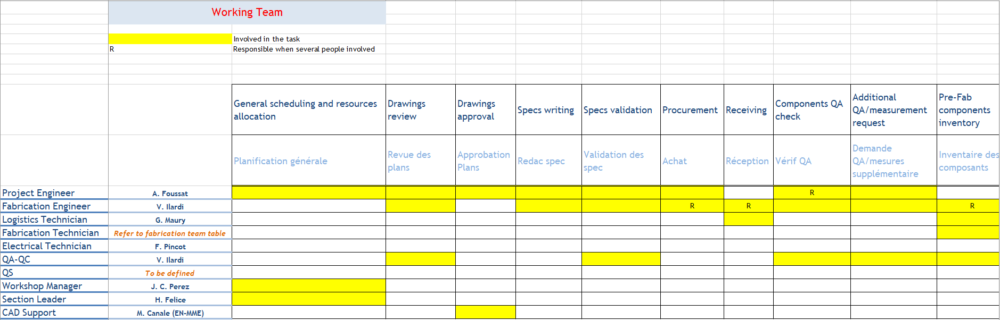 Working Team
Involved in the task
R Responsible when several people involved
General scheduling and resources allocation
Drawings review
Drawings approval
Specs writing
Specs validation
Procurement
Receiving
Components QA check
Additional QA/measurement request
Pre-Fab components inventory
Planification générale
Revue des plans
Approbation Plans
Redac spec
Validation des spec
Achat
Réception
Vérif QA
Demande QA/mesures supplémentaire
Inventaire des composants
Project Engineer A. Foussat R
Fabrication Engineer V. Ilardi R R R
Logistics Technician G. Maury
Fabrication Technician Refer to fabrication team table
Electrical Technician F. Pincot
QA-QC V. Ilardi
QS To be defined
Workshop Manager J. C. Perez
Section Leader H. Felice
CAD Support M. Canale (EN-MME)